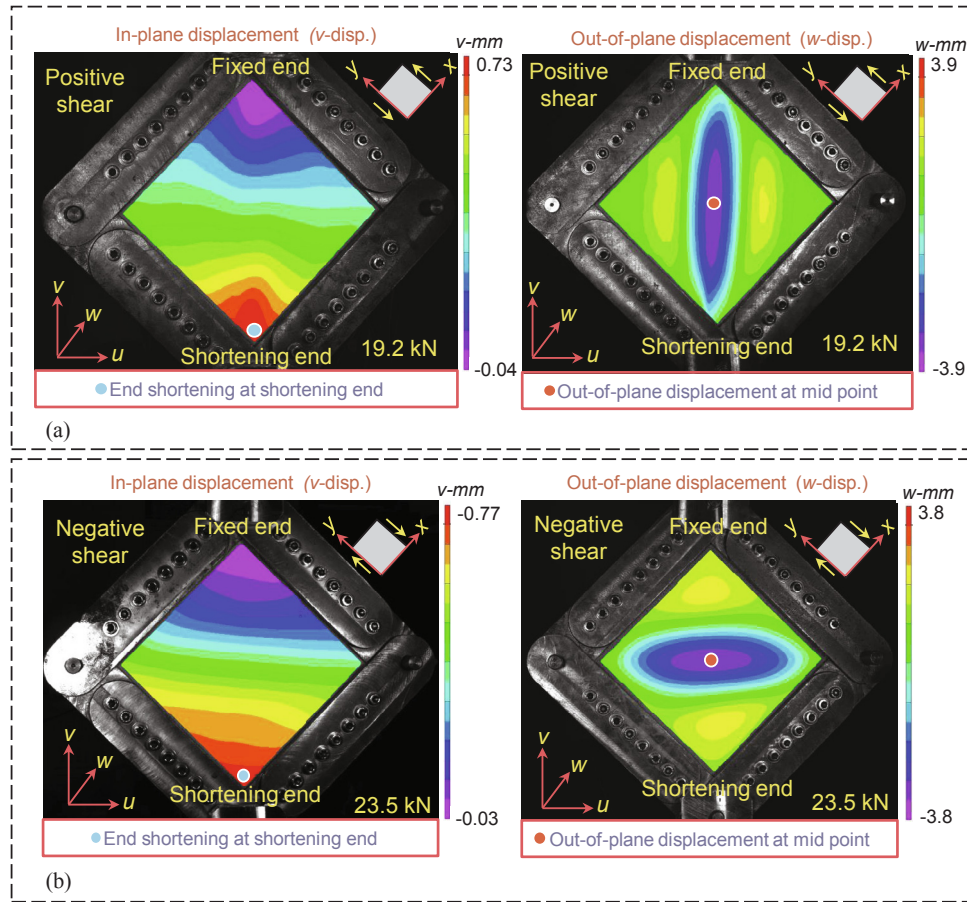 In-plane displacement (v-disp.)
v-mm
0.73
Positive
shear
Fixed end
y
x
v
w
u
Shortening end
19.2 kN
-0.04
End shortening at shortening end
Out-of-plane displacement (w-disp.)
w-mm
3.9
Positive
shear
Fixed end
y
x
v
w
u
Shortening end
19.2 kN
-3.9
Out-of-plane displacement at mid point
(a)
In-plane displacement (v-disp.)
v-mm
-0.77
Negative
shear
Fixed end
y
x
v
w
u
Shortening end
23.5 kN
-0.03
End shortening at shortening end
Out-of-plane displacement (w-disp.)
w-mm
3.8
Negative
shear
Fixed end
y
x
v
w
u
Shortening end
23.5 kN
-3.8
Out-of-plane displacement at mid point
(b)